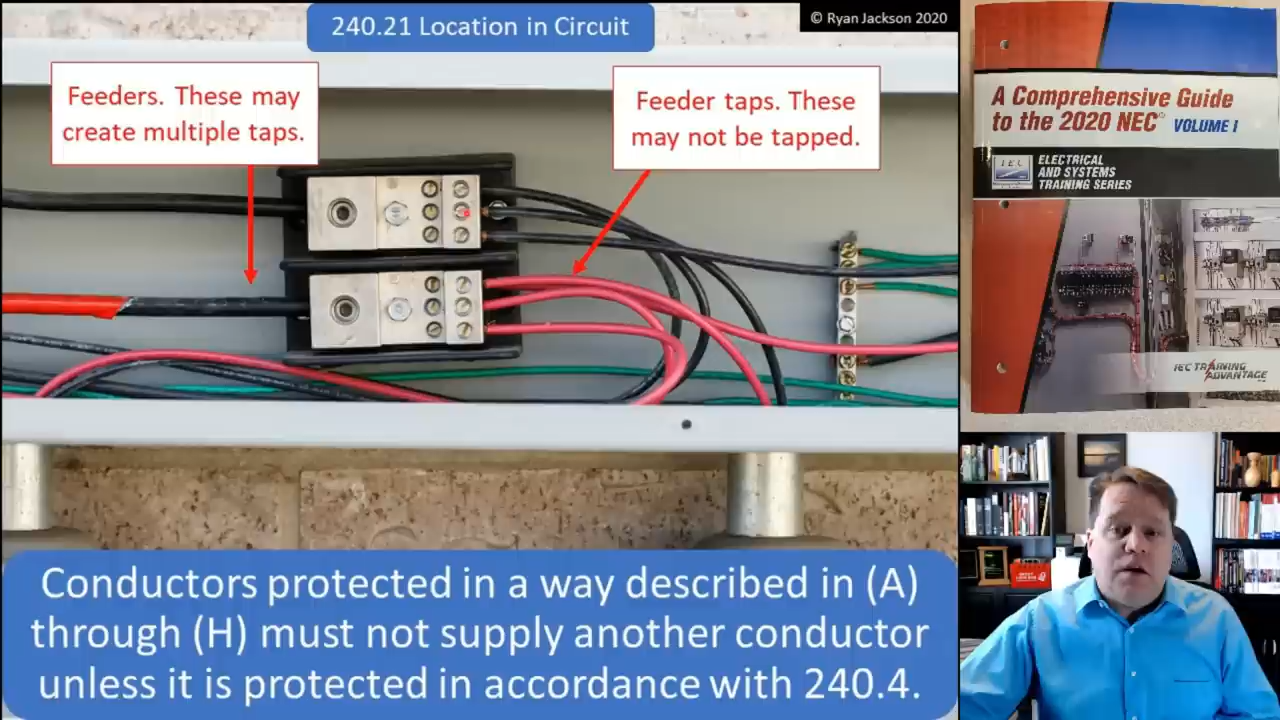 240.21 Location in Circuit
© Ryan Jackson 2020
Feeders. These may
create multiple taps.
Feeder taps. These
may not be tapped.
Conductors protected in a way described in (A)
through (H) must not supply another conductor
unless it is protected in accordance with 240.4.
A Comprehensive Guide
to the 2020 NEC® VOLUME I
IEC
ELECTRICAL
AND SYSTEMS
TRAINING SERIES
IEC TRAINING
ADVANTAGE